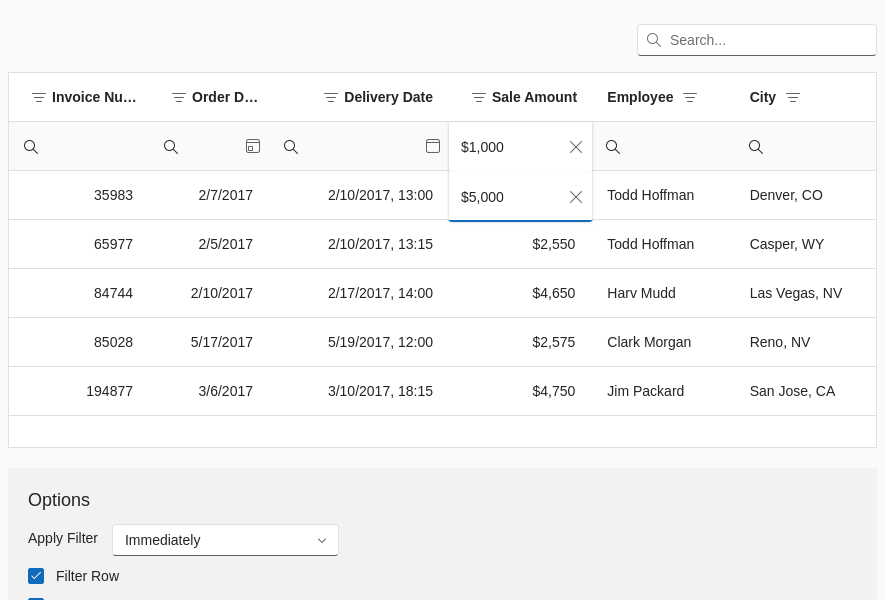 Search...
Invoice Nu... Order D... Delivery Date Sale Amount Employee City
$1,000
35983 2/7/2017 2/10/2017, 13:00 $5,000 Todd Hoffman Denver, CO
65977 2/5/2017 2/10/2017, 13:15 $2,550 Todd Hoffman Casper, WY
84744 2/10/2017 2/17/2017, 14:00 $4,650 Harv Mudd Las Vegas, NV
85028 5/17/2017 5/19/2017, 12:00 $2,575 Clark Morgan Reno, NV
194877 3/6/2017 3/10/2017, 18:15 $4,750 Jim Packard San Jose, CA
Options
Apply Filter Immediately
Filter Row